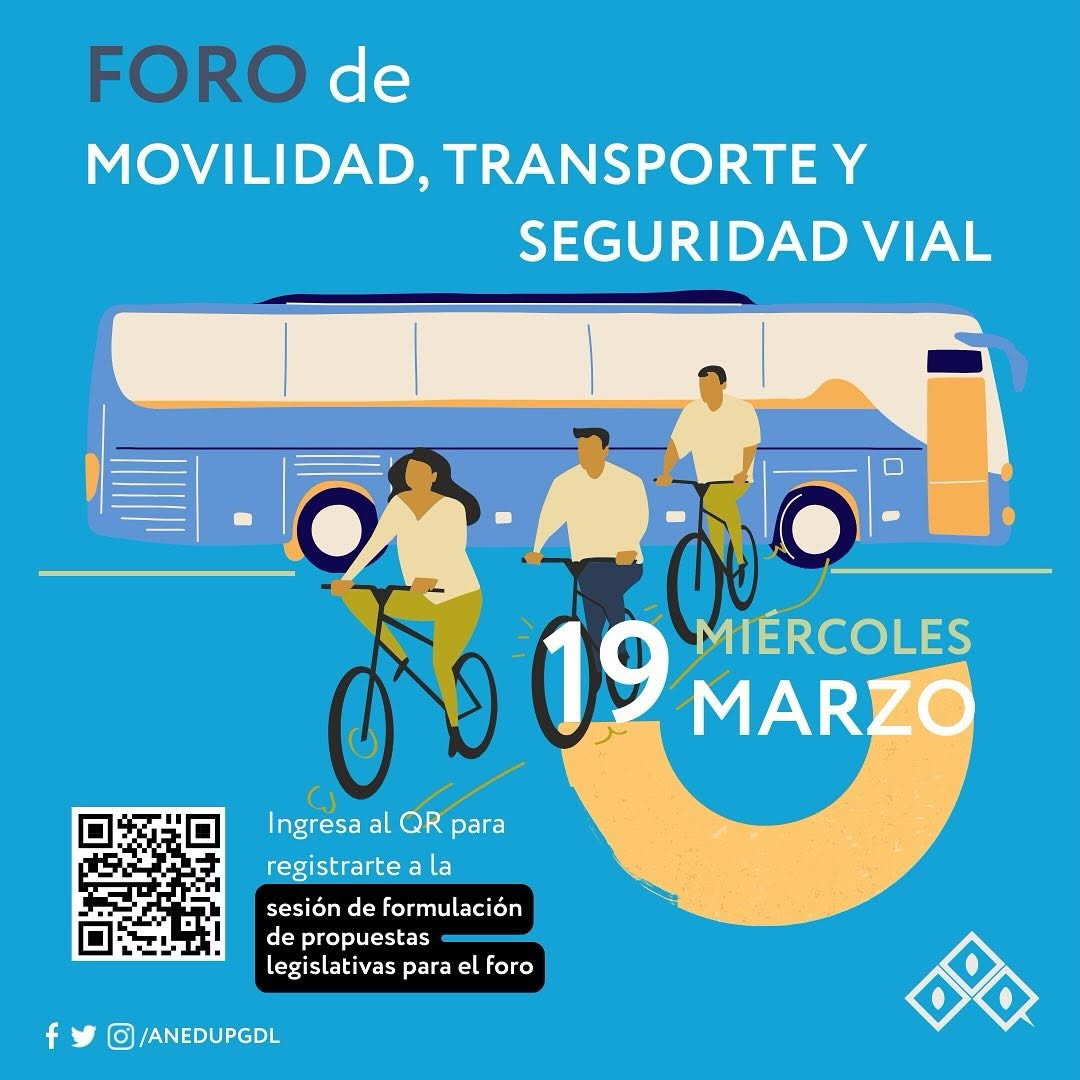 FORO de
MOVILIDAD, TRANSPORTE Y
SEGURIDAD VIAL
19
MIÉRCOLES
MARZO
Ingresa al QR para
registrarte a la
sesión de formulación
de propuestas
legislativas para el foro
/ANEDUPGDL